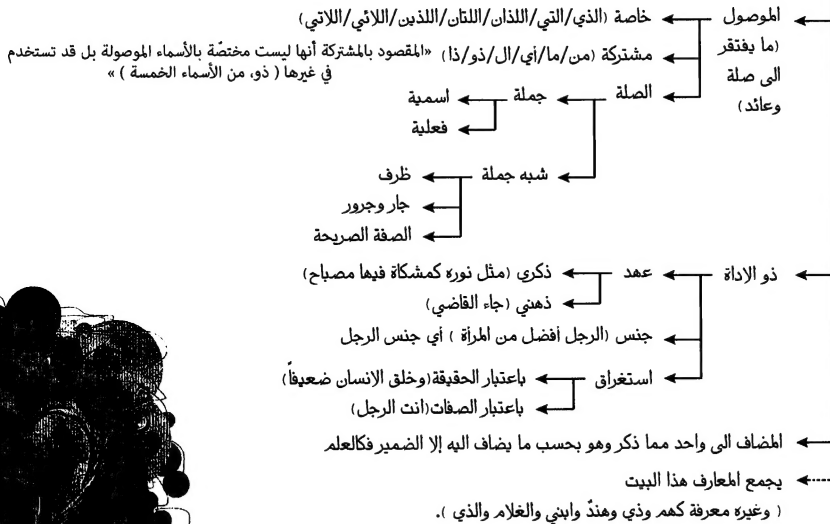 الموصول
(ما يفتقر
الى صلة
وعائد)
خاصة (الذي/التي/اللذان/اللتان/اللذين/اللائي/اللاتي)
مشتركة (من/ما/أي/ال/ذو/ذا) «المقصود بالمشتركة أنها ليست مختصّة بالأسماء الموصولة بل قد تستخدم
في غيرها ( ذو، من الأسماء الخمسة ) »
الصلة
جملة
اسمية
فعلية
شبه جملة
ظرف
جار وجرور
الصفة الصريحة
ذو الاداة
عهد
ذكري (مثل نوره كمشكاة فيها مصباح)
ذهني (جاء القاضي)
جنس (الرجل أفضل من المرأة ) أي جنس الرجل
استغراق
باعتبار الحقيقة(وخلق الانسان ضعيفاً)
باعتبار الصفات(انت الرجل)
المضاف الى واحد مما ذكر وهو بحسب ما يضاف اليه إلا الضمير فكالعلم
يجمع المعارف هذا البيت
( وغيره معرفة كهم وذي وهندٌ وابني والغلام والذي ).